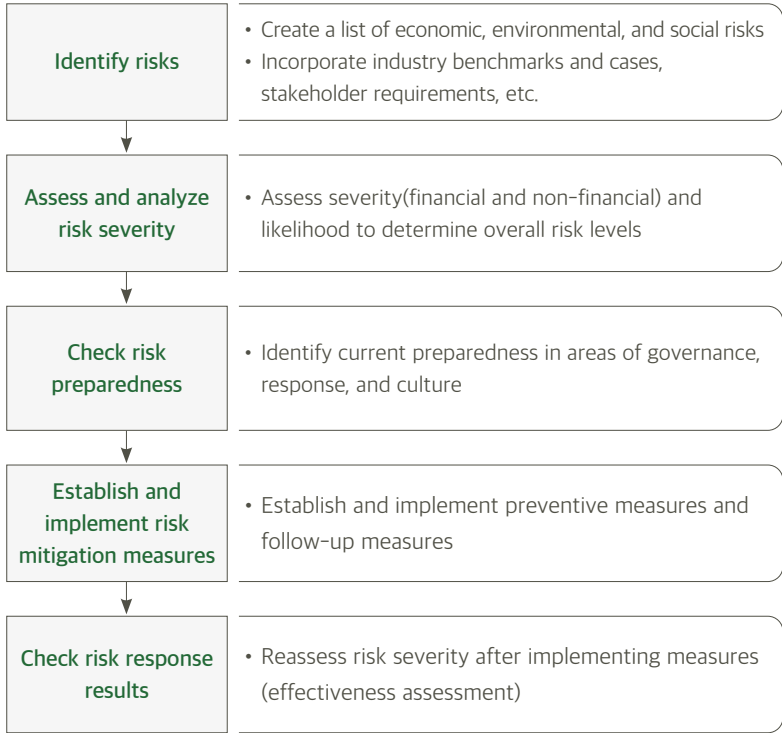 Identify risks
• Create a list of economic, environmental, and social risks
• Incorporate industry benchmarks and cases,
stakeholder requirements, etc.
Assess and analyze
risk severity
• Assess severity(financial and non-financial) and
likelihood to determine overall risk levels
Check risk
preparedness
• Identify current preparedness in areas of governance,
response, and culture
Establish and
implement risk
mitigation measures
• Establish and implement preventive measures and
follow-up measures
Check risk response
results
• Reassess risk severity after implementing measures
(effectiveness assessment)